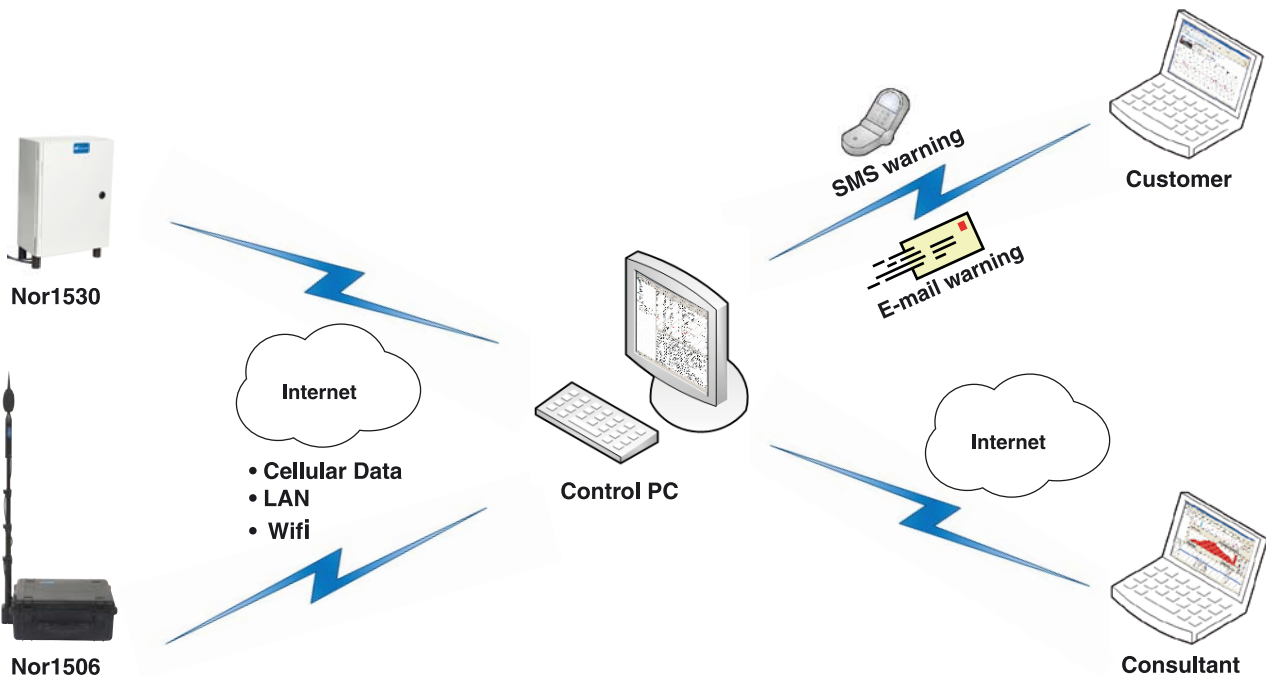 Nor1530
Internet
• Cellular Data
• LAN
• Wifi
Nor1506
Control PC
SMS warning
E-mail warning
Customer
Internet
Consultant